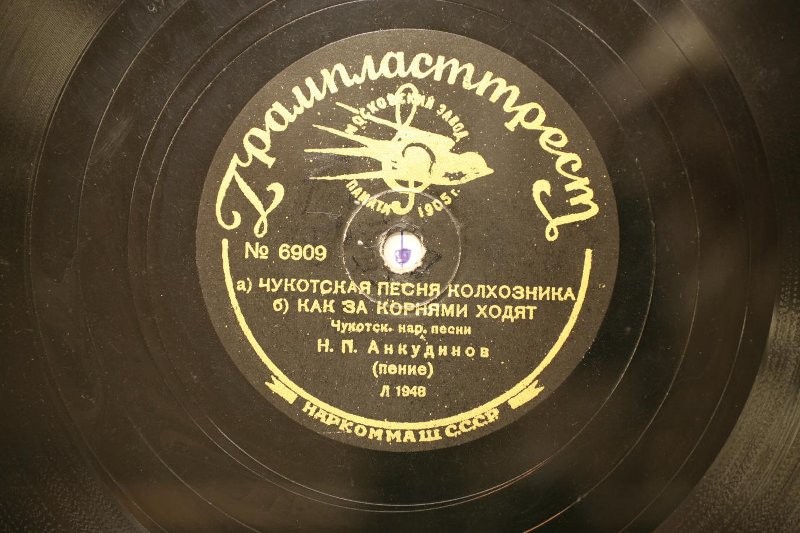 Грампласттрест
МОСКОВСКИЙ ЗАВОД
ПАМЯТИ 1905 г.
№ 6909
а) ЧУКОТСКАЯ ПЕСНЯ КОЛХОЗНИКА
б) КАК ЗА КОРНЯМИ ХОДЯТ
Чукотск. нар. песни
Н. П. Анкудинов
(пение)
Л 1948
НАРКОММАШ СССР